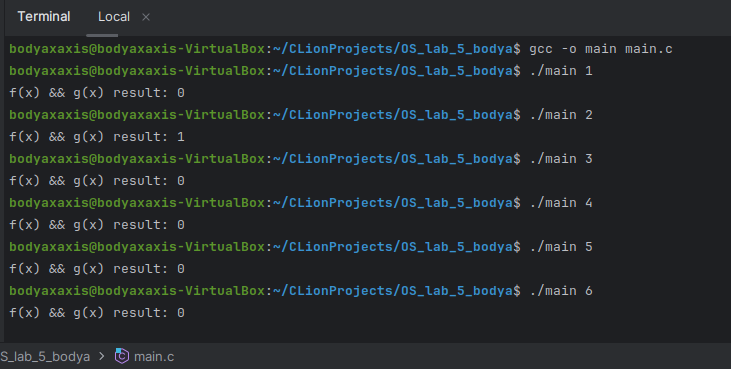 Terminal Local ×
bodyaxaxis@bodyaxaxis-VirtualBox:~/CLionProjects/OS_lab_5_bodya$ gcc -o main main.c
bodyaxaxis@bodyaxaxis-VirtualBox:~/CLionProjects/OS_lab_5_bodya$ ./main 1
f(x) && g(x) result: 0
bodyaxaxis@bodyaxaxis-VirtualBox:~/CLionProjects/OS_lab_5_bodya$ ./main 2
f(x) && g(x) result: 1
bodyaxaxis@bodyaxaxis-VirtualBox:~/CLionProjects/OS_lab_5_bodya$ ./main 3
f(x) && g(x) result: 0
bodyaxaxis@bodyaxaxis-VirtualBox:~/CLionProjects/OS_lab_5_bodya$ ./main 4
f(x) && g(x) result: 0
bodyaxaxis@bodyaxaxis-VirtualBox:~/CLionProjects/OS_lab_5_bodya$ ./main 5
f(x) && g(x) result: 0
bodyaxaxis@bodyaxaxis-VirtualBox:~/CLionProjects/OS_lab_5_bodya$ ./main 6
f(x) && g(x) result: 0
S_lab_5_bodya > main.c